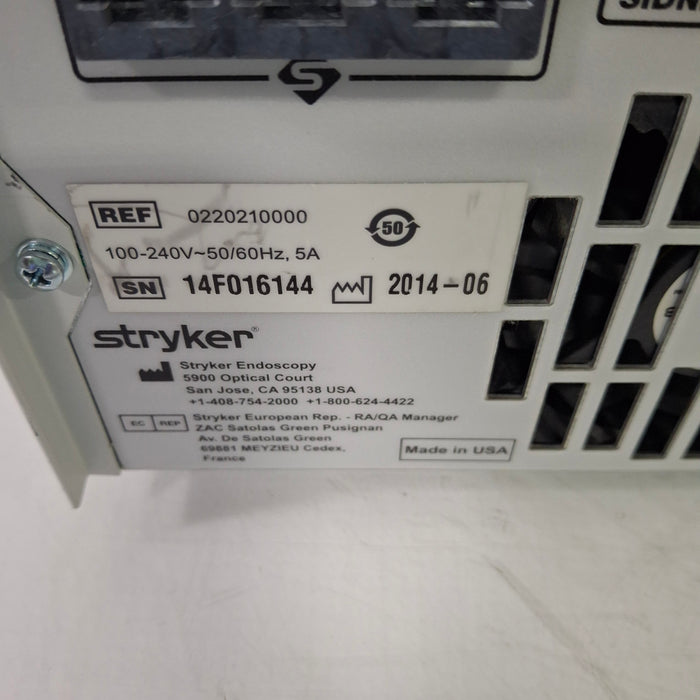 S
SIDN
REF 0220210000
50
100-240V~50/60Hz, 5A
SN 14F016144 2014-06
stryker®
Stryker Endoscopy
5900 Optical Court
San Jose, CA 95138 USA
+1-408-754-2000 +1-800-624-4422
EC REP Stryker European Rep. - RA/QA Manager
ZAC Satolas Green Pusignan
Av. De Satolas Green
69881 MEYZIEU Cedex,
France
Made in USA